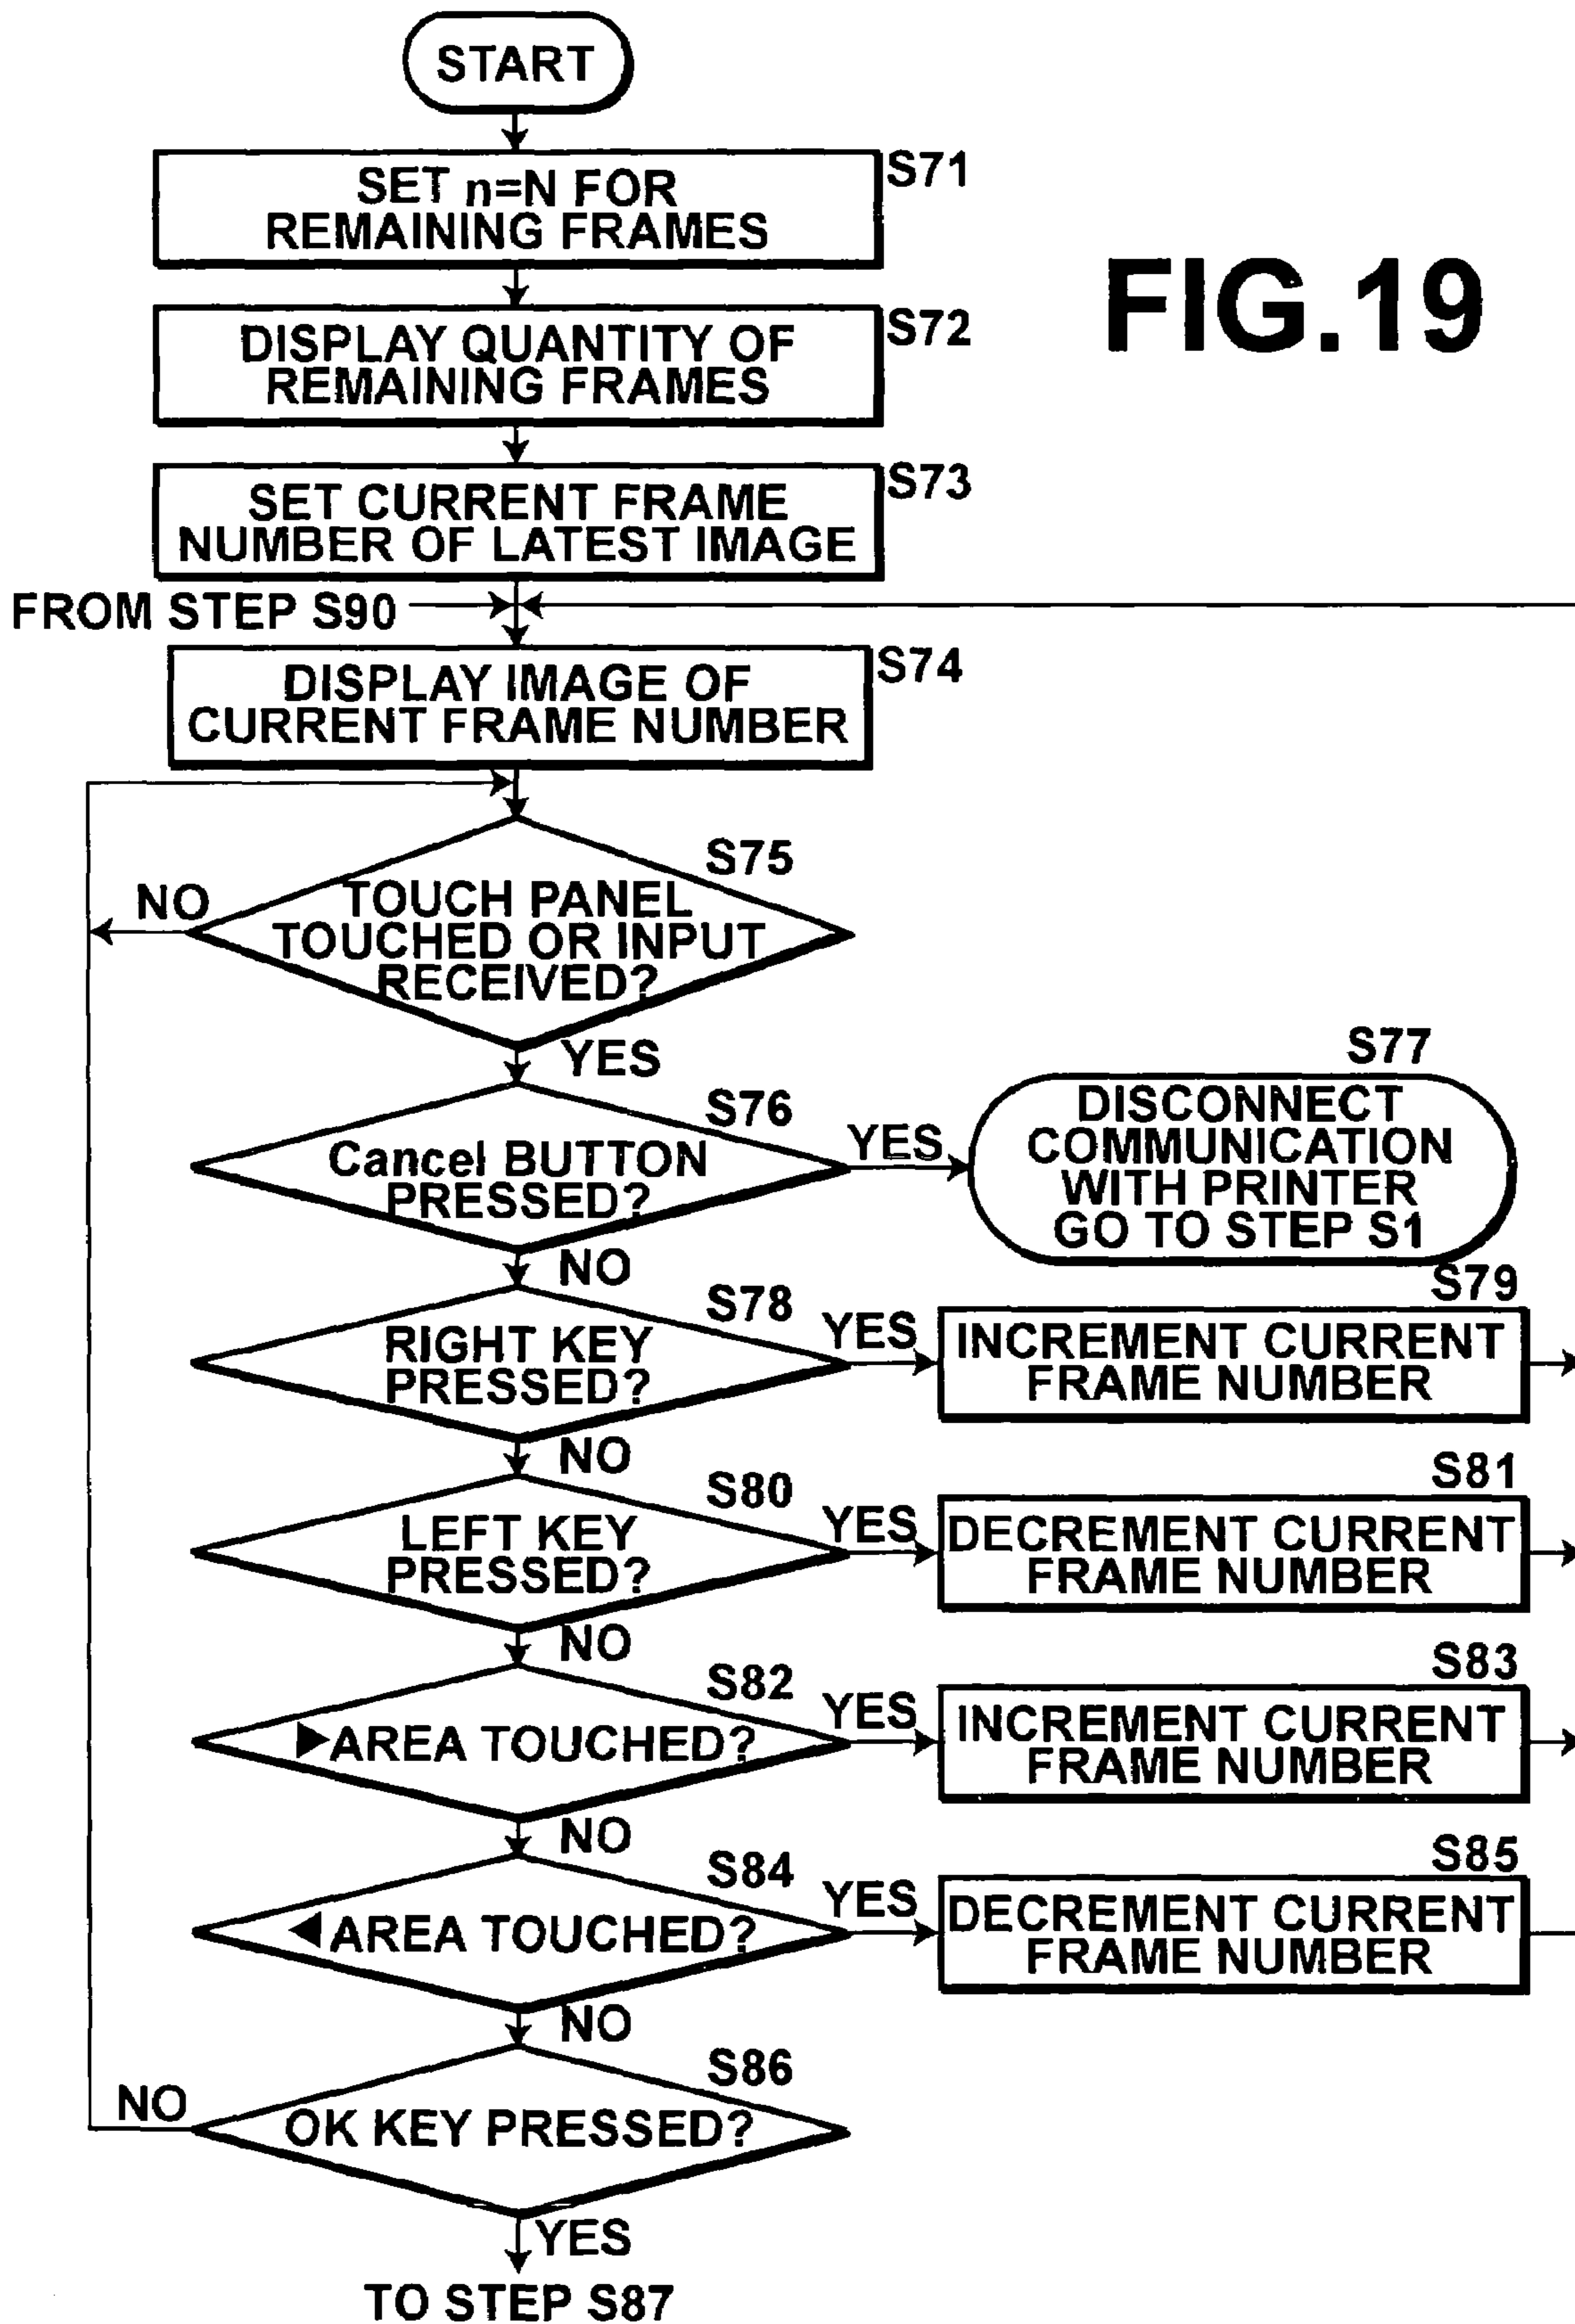 START
S71
SET n=N FOR
REMAINING FRAMES
FIG.19
S72
DISPLAY QUANTITY OF
REMAINING FRAMES
S73
SET CURRENT FRAME
NUMBER OF LATEST IMAGE
FROM STEP S90
S74
DISPLAY IMAGE OF
CURRENT FRAME NUMBER
S75
NO
TOUCH PANEL
TOUCHED OR INPUT
RECEIVED?
YES
S77
DISCONNECT
COMMUNICATION
WITH PRINTER
GO TO STEP S1
S76
YES
Cancel BUTTON
PRESSED?
NO
S78
YES
RIGHT KEY
PRESSED?
S79
INCREMENT CURRENT
FRAME NUMBER
NO
S80
YES
LEFT KEY
PRESSED?
S81
DECREMENT CURRENT
FRAME NUMBER
NO
S82
YES
▶AREA TOUCHED?
S83
INCREMENT CURRENT
FRAME NUMBER
NO
S84
YES
◀AREA TOUCHED?
S85
DECREMENT CURRENT
FRAME NUMBER
NO
S86
NO
OK KEY PRESSED?
YES
TO STEP S87